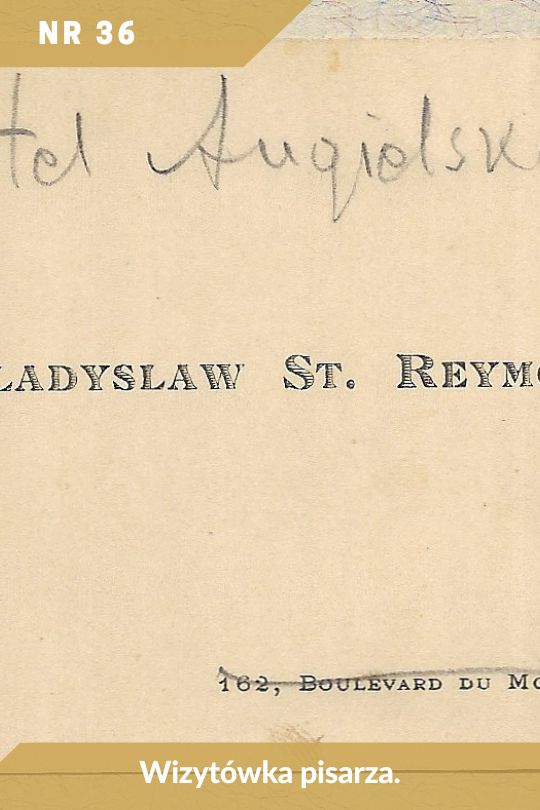 NR 36
tel Angielski
LADYSLAW ST. REYMO
162, BOULEVARD DU MO
Wizytówka pisarza.